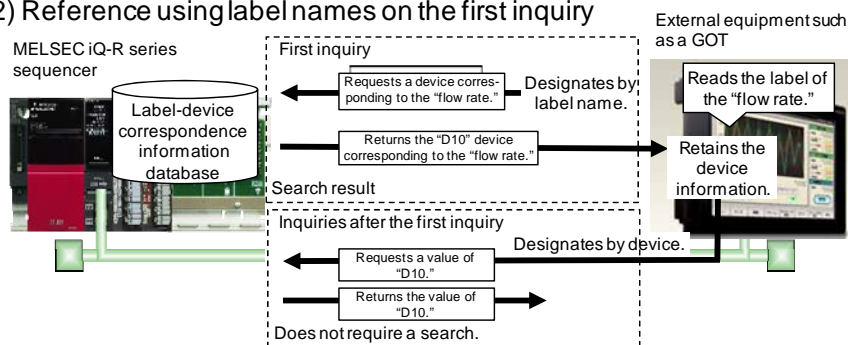 2) Reference using label names on the first inquiry
External equipment such
as a GOT
MELSEC iQ-R series
sequencer
First inquiry
Label-device
correspondence
information
database
Requests a device corres-
ponding to the “flow rate.”
Designates by
label name.
Reads the label of
the “flow rate.”
Returns the “D10” device
corresponding to the “flow rate.”
Retains the
device
information.
Search result
Inquiries after the first inquiry
Designates by device.
Requests a value of
“D10.”
Returns the value of
“D10.”
Does not require a search.